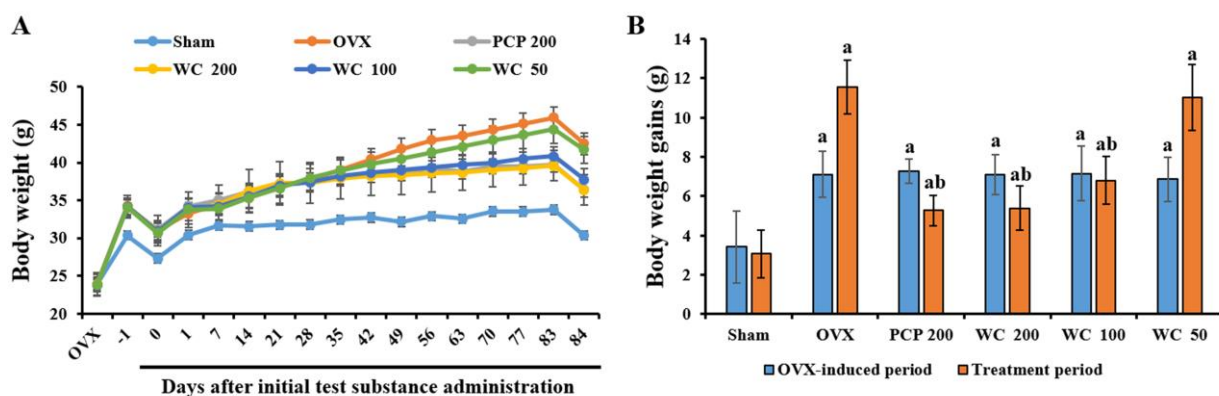 A
Sham OVX PCP 200
WC 200 WC 100 WC 50
Body weight (g)
50
45
40
35
30
25
20
OVX -1 0 1 7 14 21 28 35 42 49 56 63 70 77 83 84
Days after initial test substance administration
B
Body weight gains (g)
14
12
10
8
6
4
2
0
a a a ab a ab a ab a a
Sham OVX PCP 200 WC 200 WC 100 WC 50
OVX-induced period Treatment period